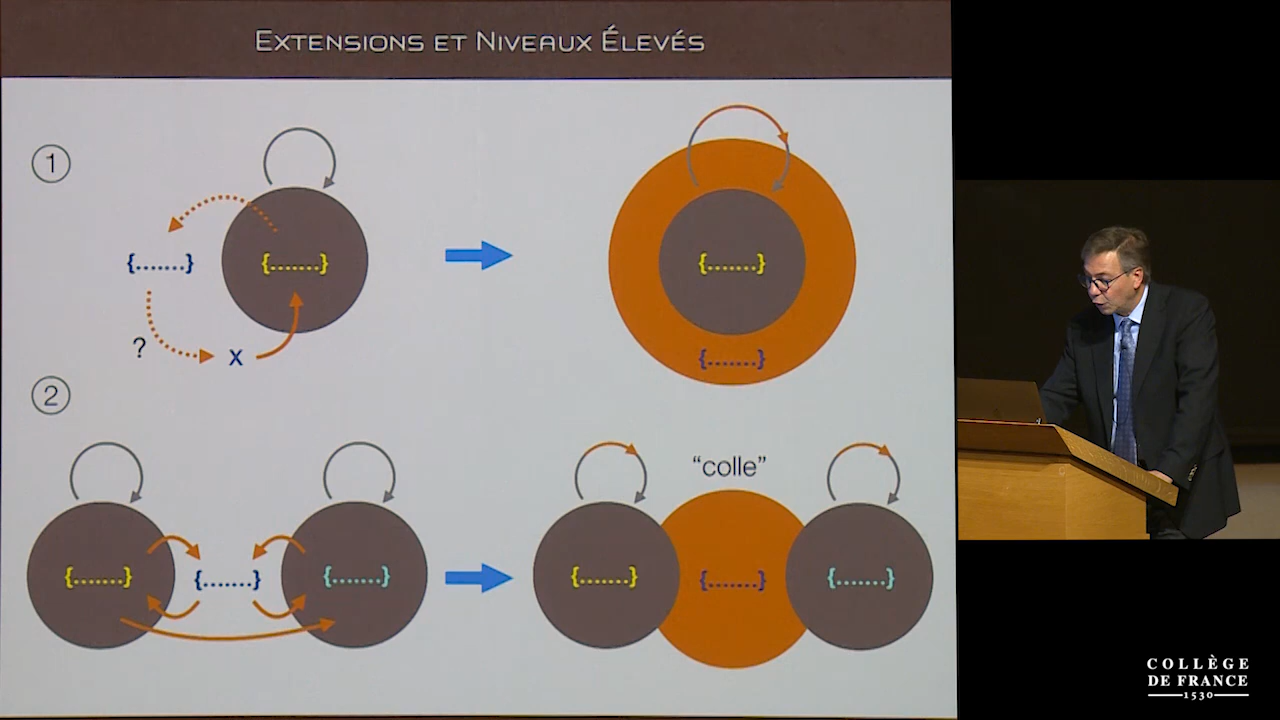 EXTENSIONS ET NIVEAUX ÉLEVÉS
1
{.......}
{.......}
?
x
{.......}
{.......}
2
{.......}
{.......}
{.......}
“colle”
{.......}
{.......}
{.......}
COLLÈGE
DE FRANCE
1530